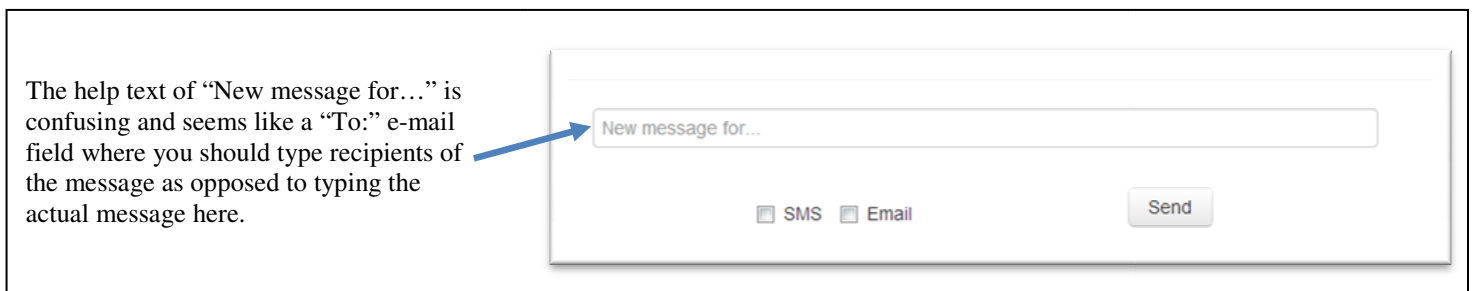 The help text of “New message for…” is
confusing and seems like a “To:” e-mail
field where you should type recipients of
the message as opposed to typing the
actual message here.
New message for...
SMS Email Send